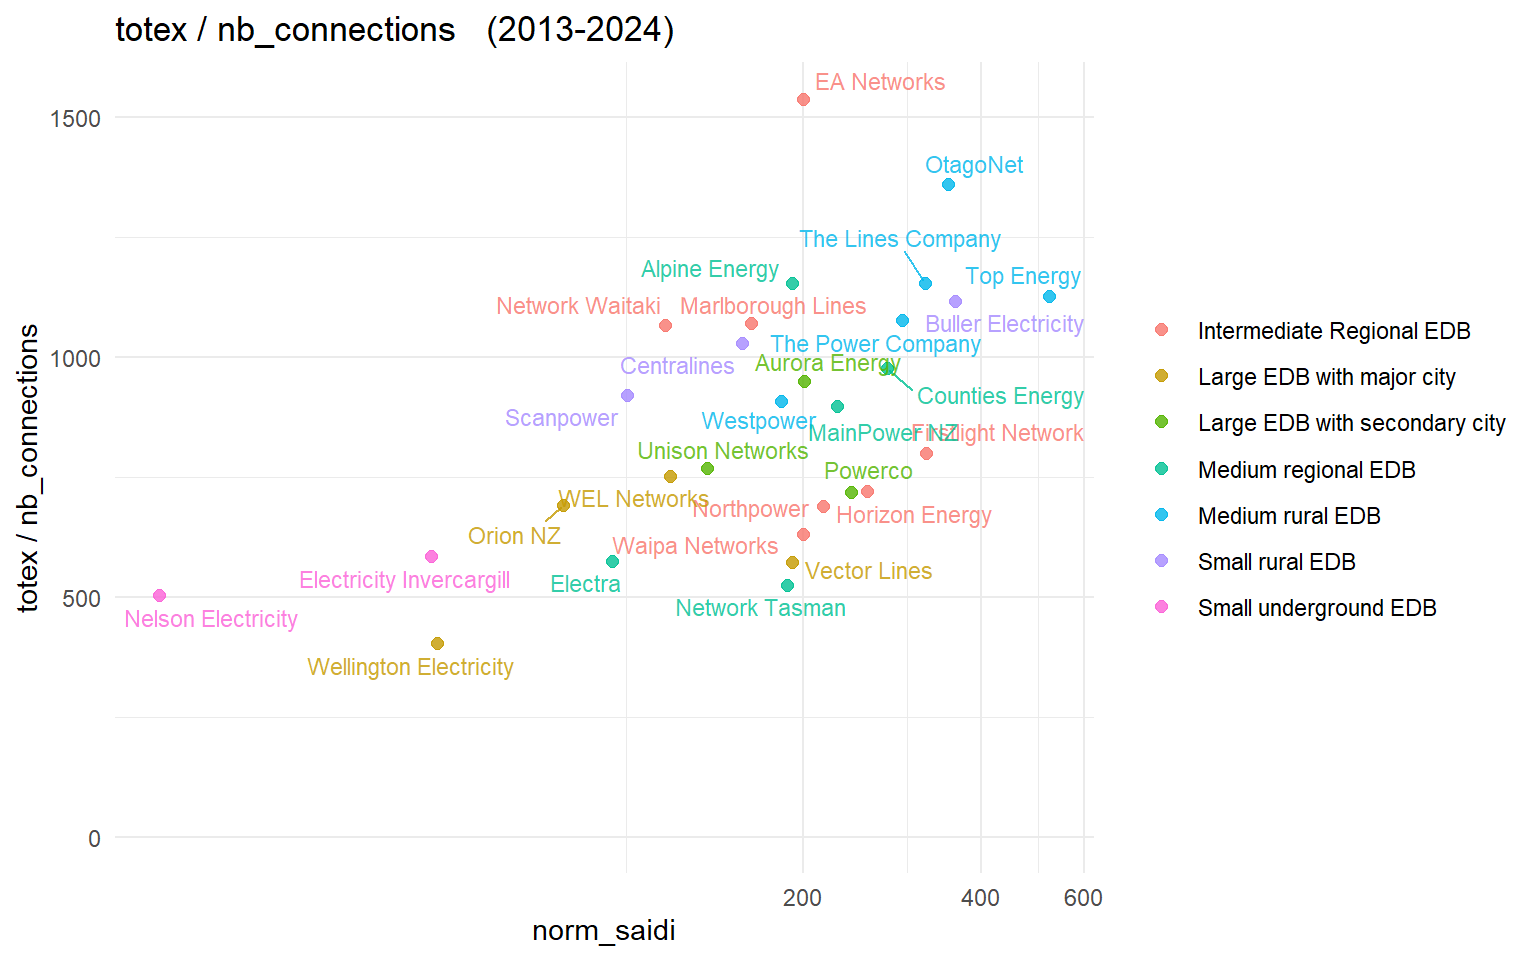 totex / nb_connections (2013-2024)
EA Networks
1500
OtagoNet
The Lines Company
Alpine Energy
Top Energy
Network Waitaki
Marlborough Lines
Buller Electricity
The Power Company
1000
Centralines
Aurora Energy
Counties Energy
Scanpower
Westpower
MainPower NZ
Firstlight Network
Unison Networks
Powerco
WEL Networks
Northpower
Horizon Energy
Orion NZ
Waipa Networks
Vector Lines
Electricity Invercargill
Electra
500
Network Tasman
Nelson Electricity
Wellington Electricity
0
200
400
600
norm_saidi
totex / nb_connections
Intermediate Regional EDB
Large EDB with major city
Large EDB with secondary city
Medium regional EDB
Medium rural EDB
Small rural EDB
Small underground EDB